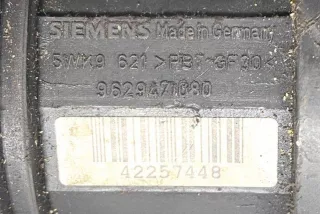 SIEMENS Made in Germany
5WK9 621 >PBT-GF30<
9629471080
42257448